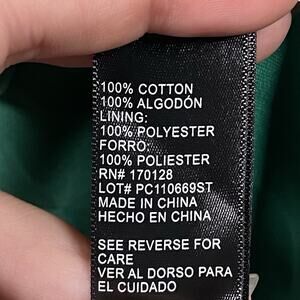 100% COTTON
100% ALGODÓN
LINING:
100% POLYESTER
FORRO:
100% POLIESTER
RN# 170128
LOT# PC110669ST
MADE IN CHINA
HECHO EN CHINA
SEE REVERSE FOR
CARE
VER AL DORSO PARA
EL CUIDADO